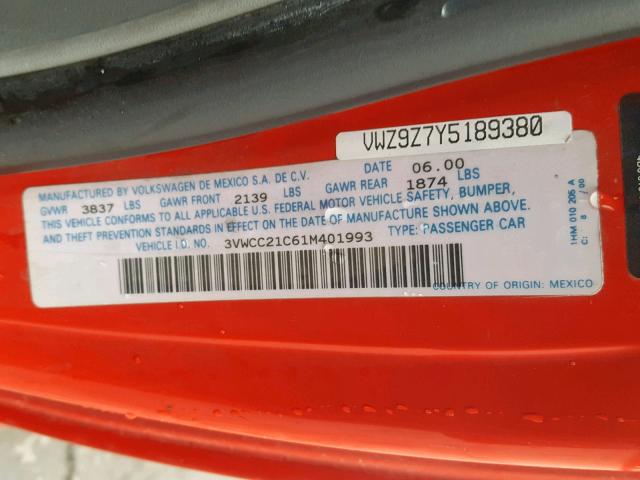 VWZ9Z7Y5189380
MANUFACTURED BY VOLKSWAGEN DE MEXICO S.A. DE C.V. DATE 06.00
GVWR 3837 LBS GAWR FRONT 2139 LBS GAWR REAR 1874 LBS
THIS VEHICLE CONFORMS TO ALL APPLICABLE U.S. FEDERAL MOTOR VEHICLE SAFETY, BUMPER,
AND THEFT PREVENTION STANDARDS IN EFFECT ON THE DATE OF MANUFACTURE SHOWN ABOVE.
VEHICLE I.D. NO. 3VWCC21C61M401993 TYPE: PASSENGER CAR
COUNTRY OF ORIGIN: MEXICO
1HM 010 205 A
C: 8 / 00